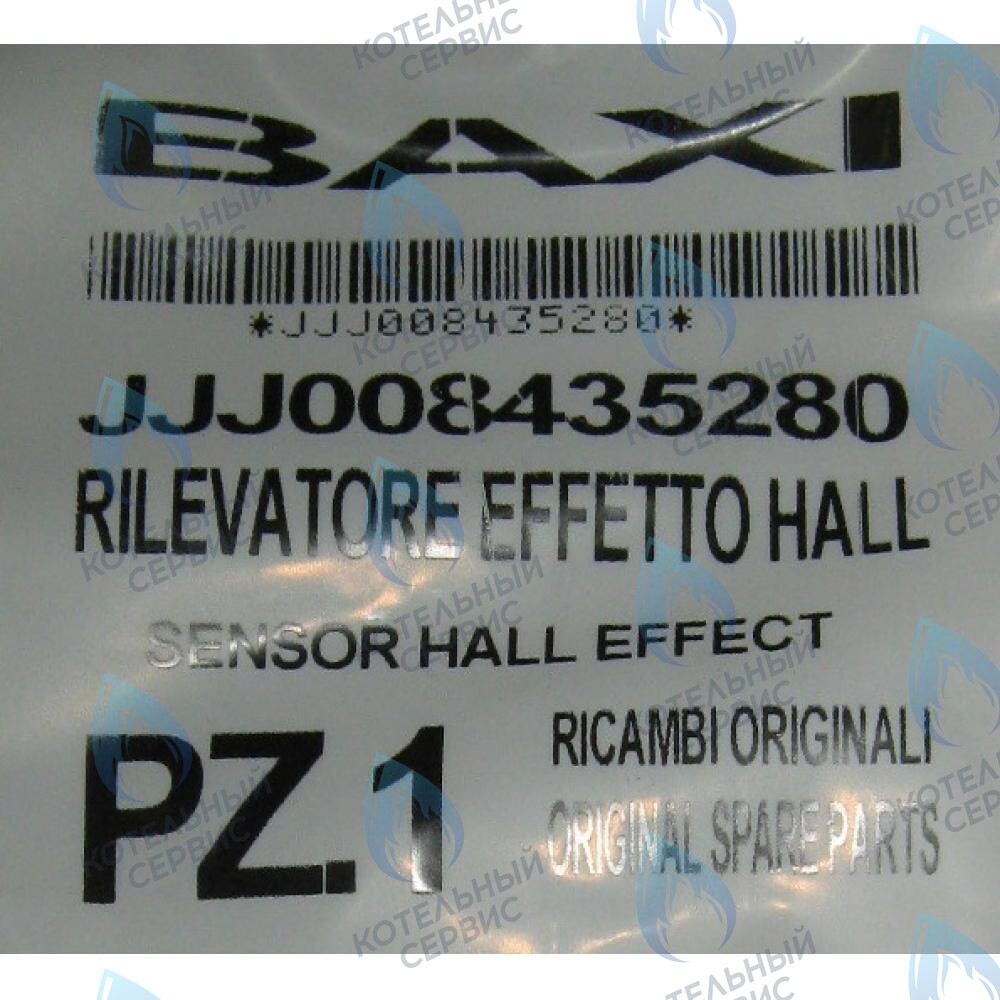 BAXI
*JJJ008435280*
JJJ008435280
RILEVATORE EFFETTO HALL
SENSOR HALL EFFECT
PZ.1
RICAMBI ORIGINALI
ORIGINAL SPARE PARTS
КОТЕЛЬНЫЙ
СЕРВИС